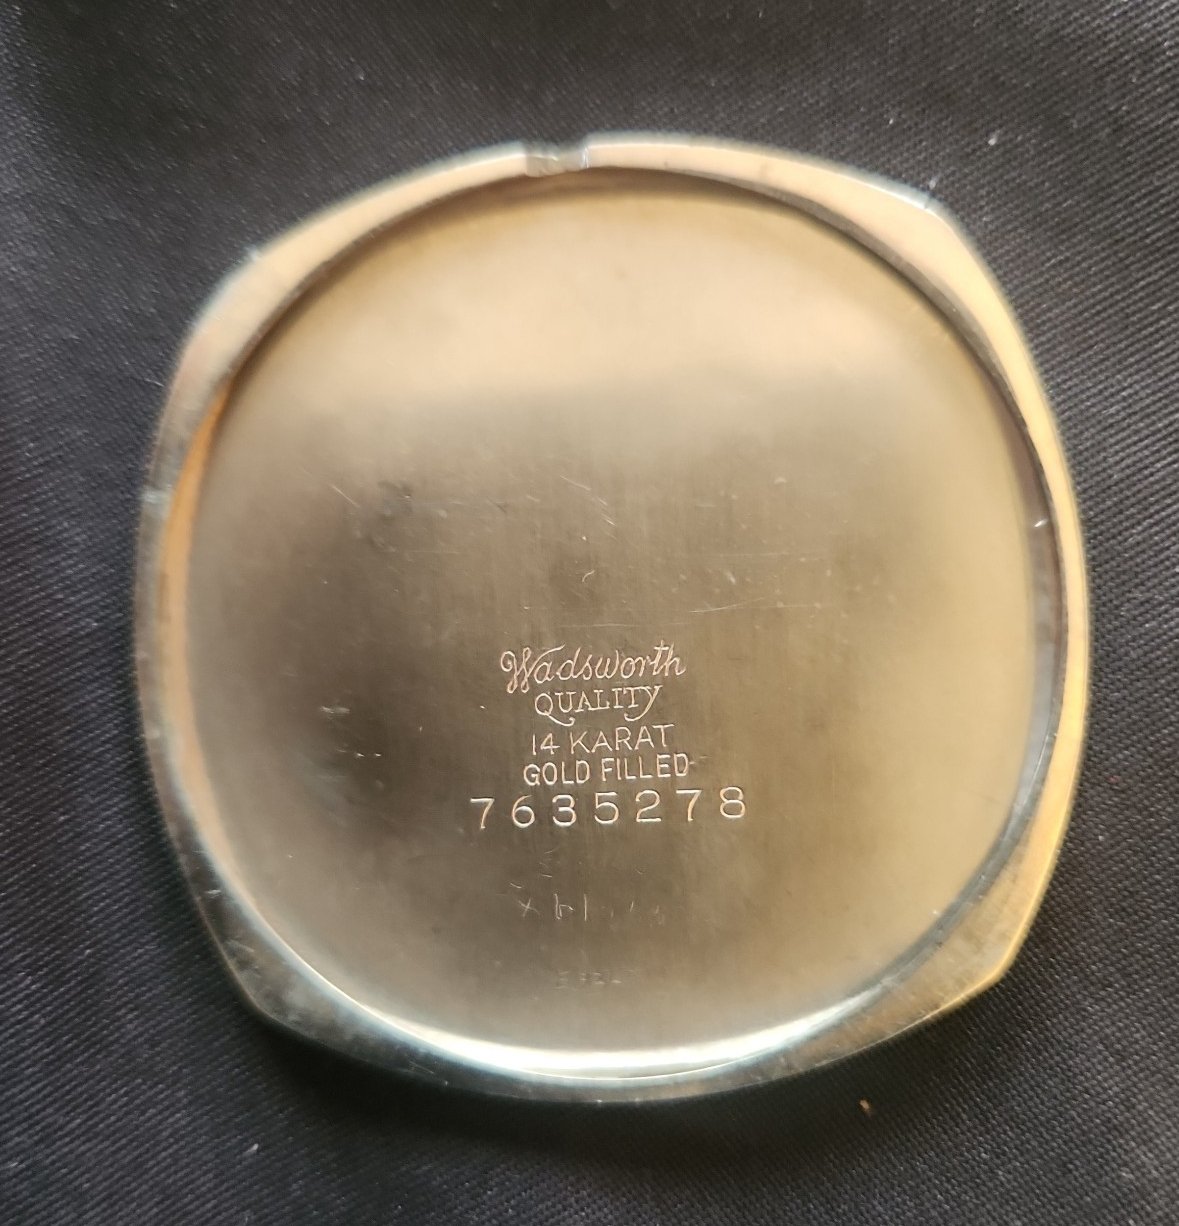 Wadsworth
QUALITY
14 KARAT
GOLD FILLED
7635278